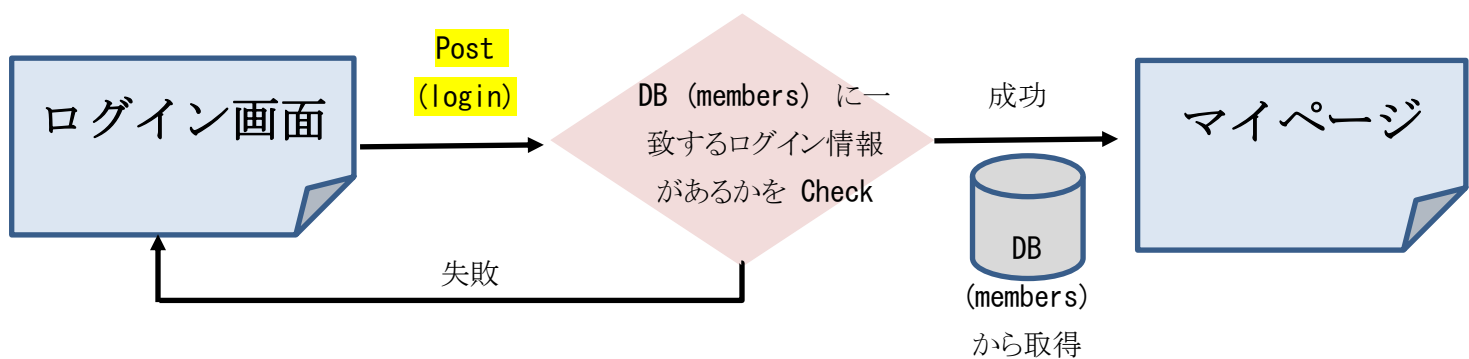 ログイン画面
Post
(login)
DB (members) に一
致するログイン情報
があるかを Check
成功
DB
(members)
から取得
マイページ
失敗